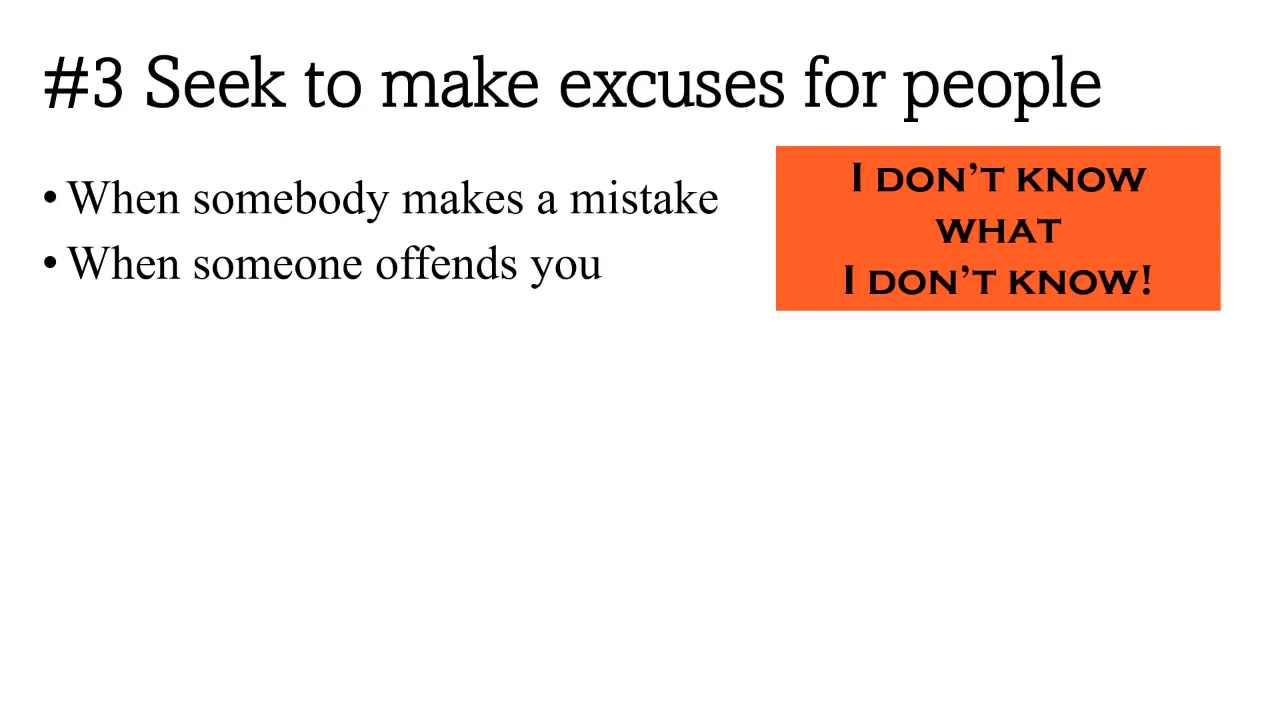 #3 Seek to make excuses for people
• When somebody makes a mistake
• When someone offends you
I DON’T KNOW
WHAT
I DON’T KNOW!